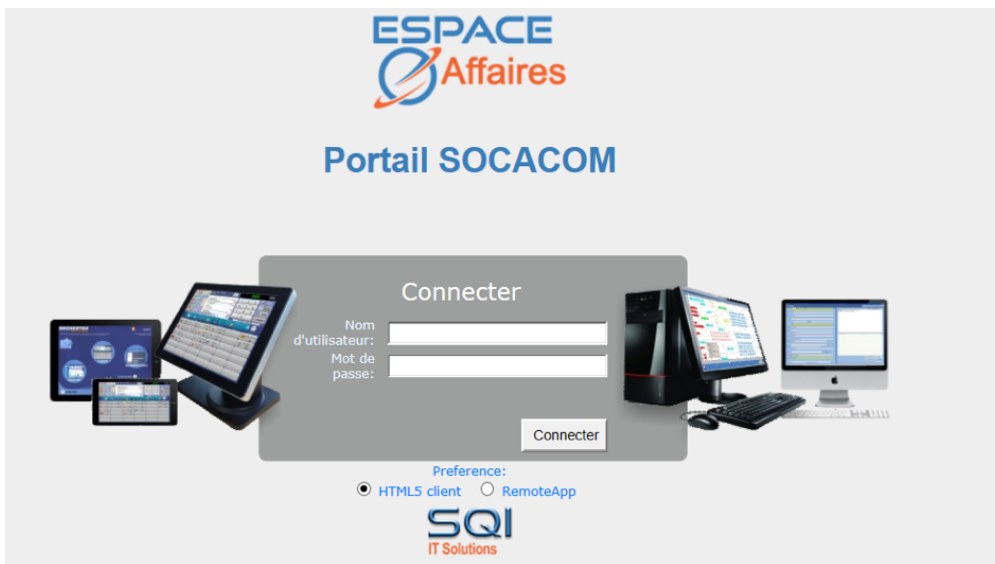 ESPACE
Affaires
Portail SOCACOM
Connecter
Nom
d'utilisateur:
Mot de
passe:
Connecter
Preference:
HTML5 client RemoteApp
SQI
IT Solutions